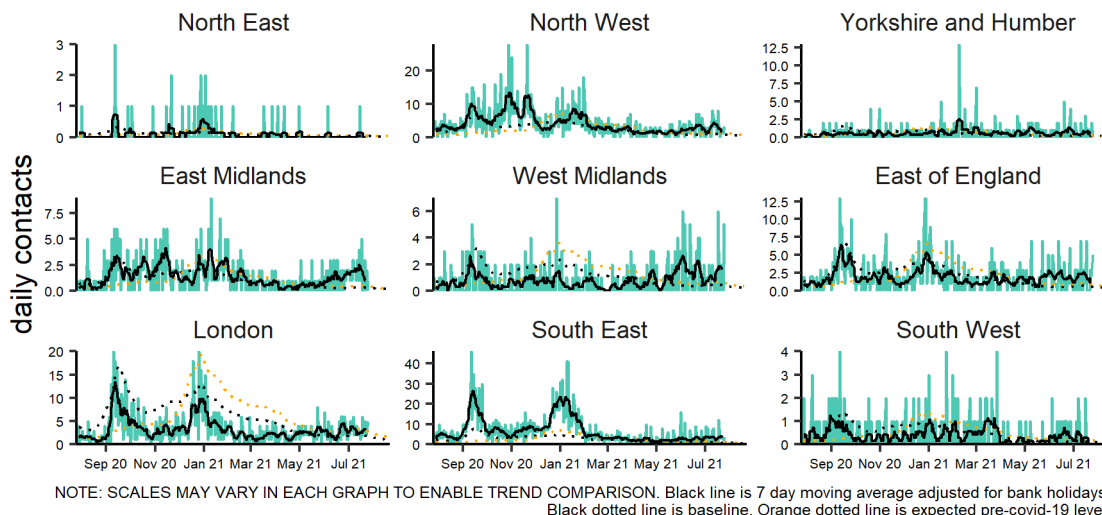 North East
North West
Yorkshire and Humber
3
2
1
0
20
10
0
12.5
10.0
7.5
5.0
2.5
0.0
daily contacts
East Midlands
West Midlands
East of England
7.5
5.0
2.5
0.0
6
4
2
0
12.5
10.0
7.5
5.0
2.5
0.0
London
South East
South West
20
15
10
5
0
40
30
20
10
0
4
3
2
1
0
Sep 20 Nov 20 Jan 21 Mar 21 May 21 Jul 21
Sep 20 Nov 20 Jan 21 Mar 21 May 21 Jul 21
Sep 20 Nov 20 Jan 21 Mar 21 May 21 Jul 21
NOTE: SCALES MAY VARY IN EACH GRAPH TO ENABLE TREND COMPARISON. Black line is 7 day moving average adjusted for bank holidays
Black dotted line is baseline. Orange dotted line is expected pre-covid-19 leve